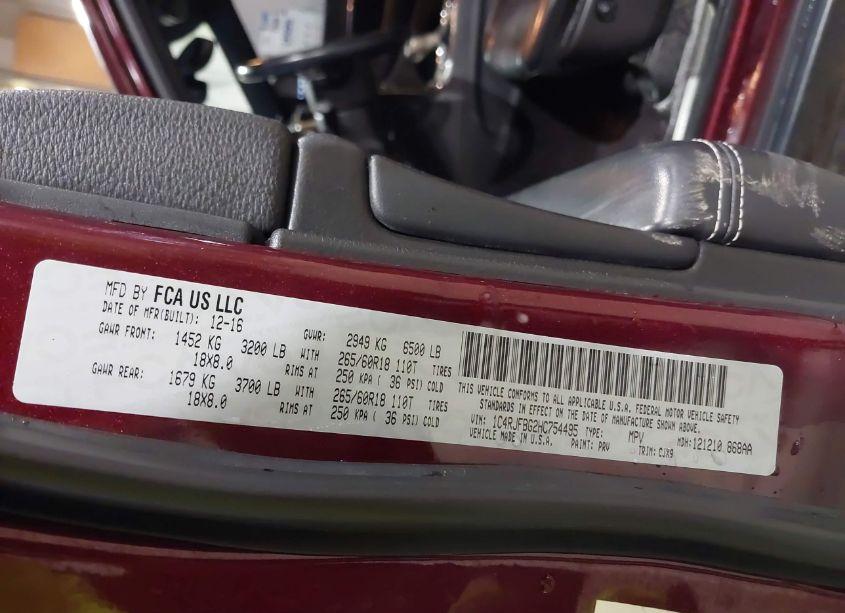 MFD BY FCA US LLC
DATE OF MFR(BUILT): 12-16 GVWR: 2949 KG 6500 LB
GAWR FRONT: 1452 KG 3200 LB WITH 265/60R18 110T TIRES
18X8.0 RIMS AT 250 KPA ( 36 PSI) COLD
GAWR REAR: 1679 KG 3700 LB WITH 265/60R18 110T TIRES
18X8.0 RIMS AT 250 KPA ( 36 PSI) COLD
THIS VEHICLE CONFORMS TO ALL APPLICABLE U.S.A. FEDERAL MOTOR VEHICLE SAFETY
STANDARDS IN EFFECT ON THE DATE OF MANUFACTURE SHOWN ABOVE.
VIN: 1C4RJFBG2HC754495 TYPE: MPV MDH:121210 868AA
VEHICLE MADE IN U.S.A. PAINT: PRV TRIM: CJX9